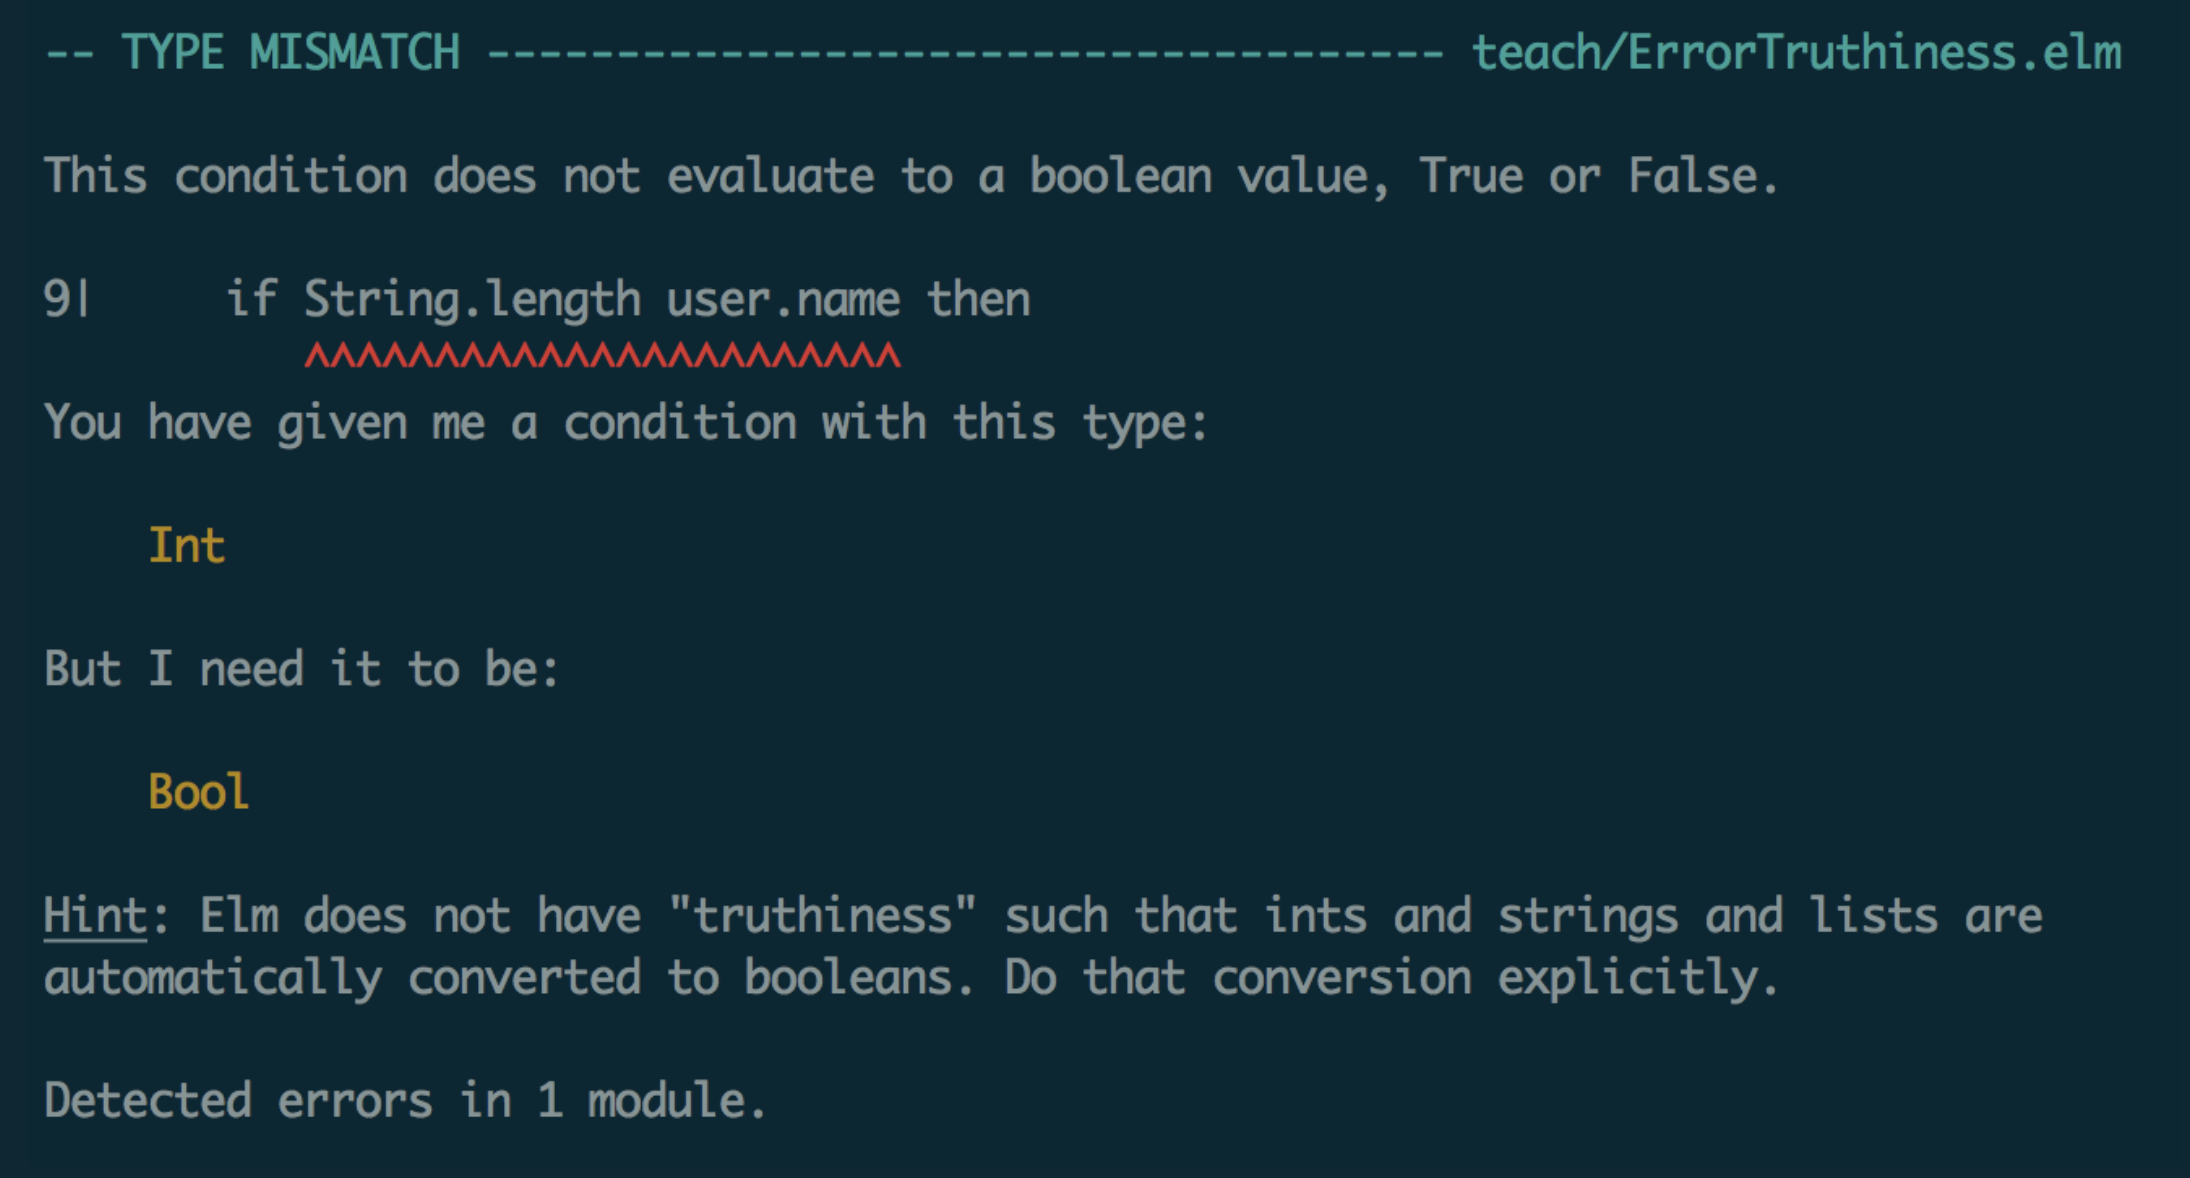 -- TYPE MISMATCH ------------------------------------- teach/ErrorTruthiness.elm
This condition does not evaluate to a boolean value, True or False.
9|     if String.length user.name then
^^^^^^^^^^^^^^^^^^^^^^^
You have given me a condition with this type:
Int
But I need it to be:
Bool
Hint: Elm does not have "truthiness" such that ints and strings and lists are
automatically converted to booleans. Do that conversion explicitly.
Detected errors in 1 module.